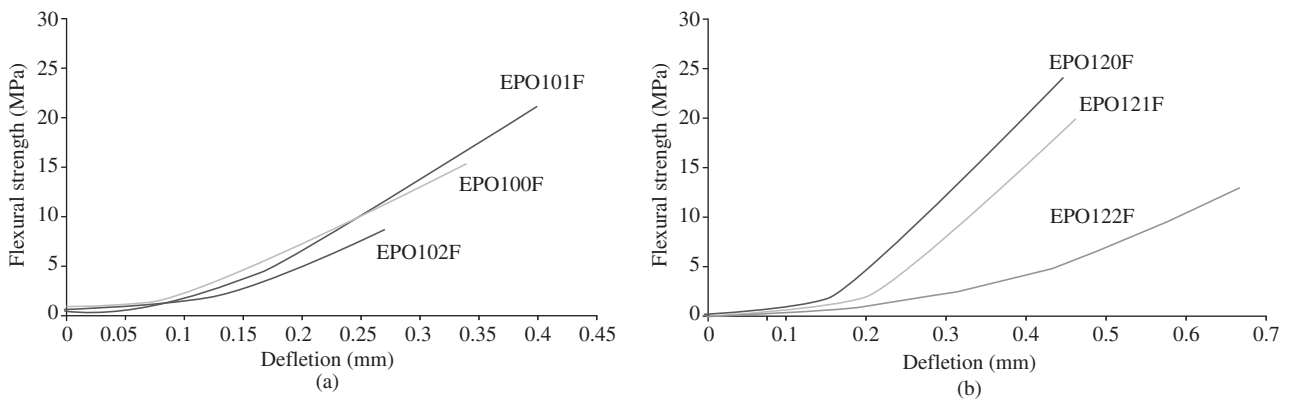 30
25
20
15
10
5
0
Flexural strength (MPa)
EPO101F
EPO100F
EPO102F
0 0.05 0.1 0.15 0.2 0.25 0.3 0.35 0.4 0.45
Defletion (mm)
(a)
30
25
20
15
10
5
0
Flexural strength (MPa)
EPO120F
EPO121F
EPO122F
0 0.1 0.2 0.3 0.4 0.5 0.6 0.7
Defletion (mm)
(b)